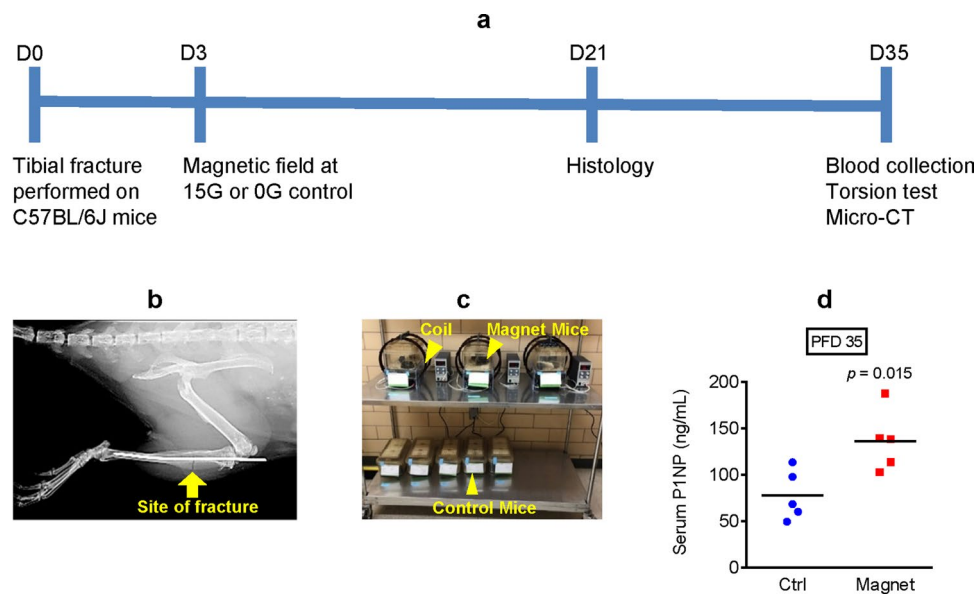 a
D0 D3 D21 D35
Tibial fracture
performed on
C57BL/6J mice
Magnetic field at
15G or 0G control
Histology
Blood collection
Torsion test
Micro-CT
b
Site of fracture
c
Coil
Magnet Mice
Control Mice
d
PFD 35
p = 0.015
Serum P1NP (ng/mL)
200
150
100
50
0
Ctrl Magnet